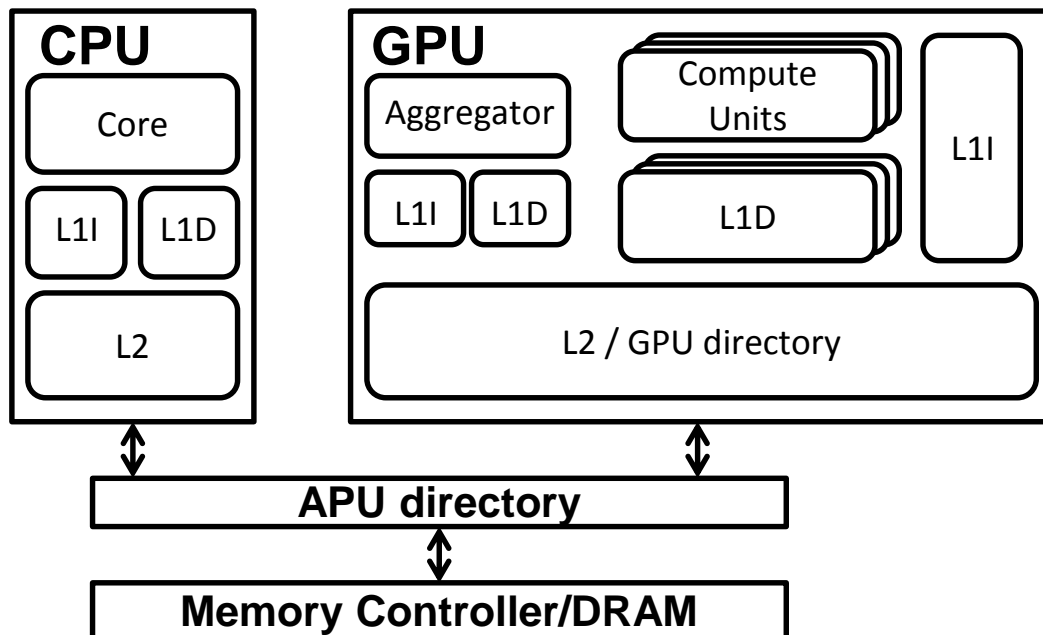 CPU
Core
L1I
L1D
L2
GPU
Aggregator
L1I
L1D
Compute
Units
L1D
L1I
L2 / GPU directory
APU directory
Memory Controller/DRAM